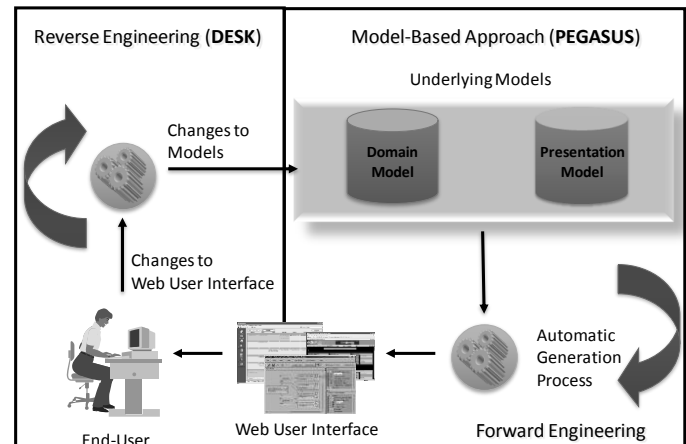 Reverse Engineering (DESK)
Model-Based Approach (PEGASUS)
Underlying Models
Changes to
Models
Domain
Model
Presentation
Model
Changes to
Web User Interface
Automatic
Generation
Process
End-User
Web User Interface
Forward Engineering